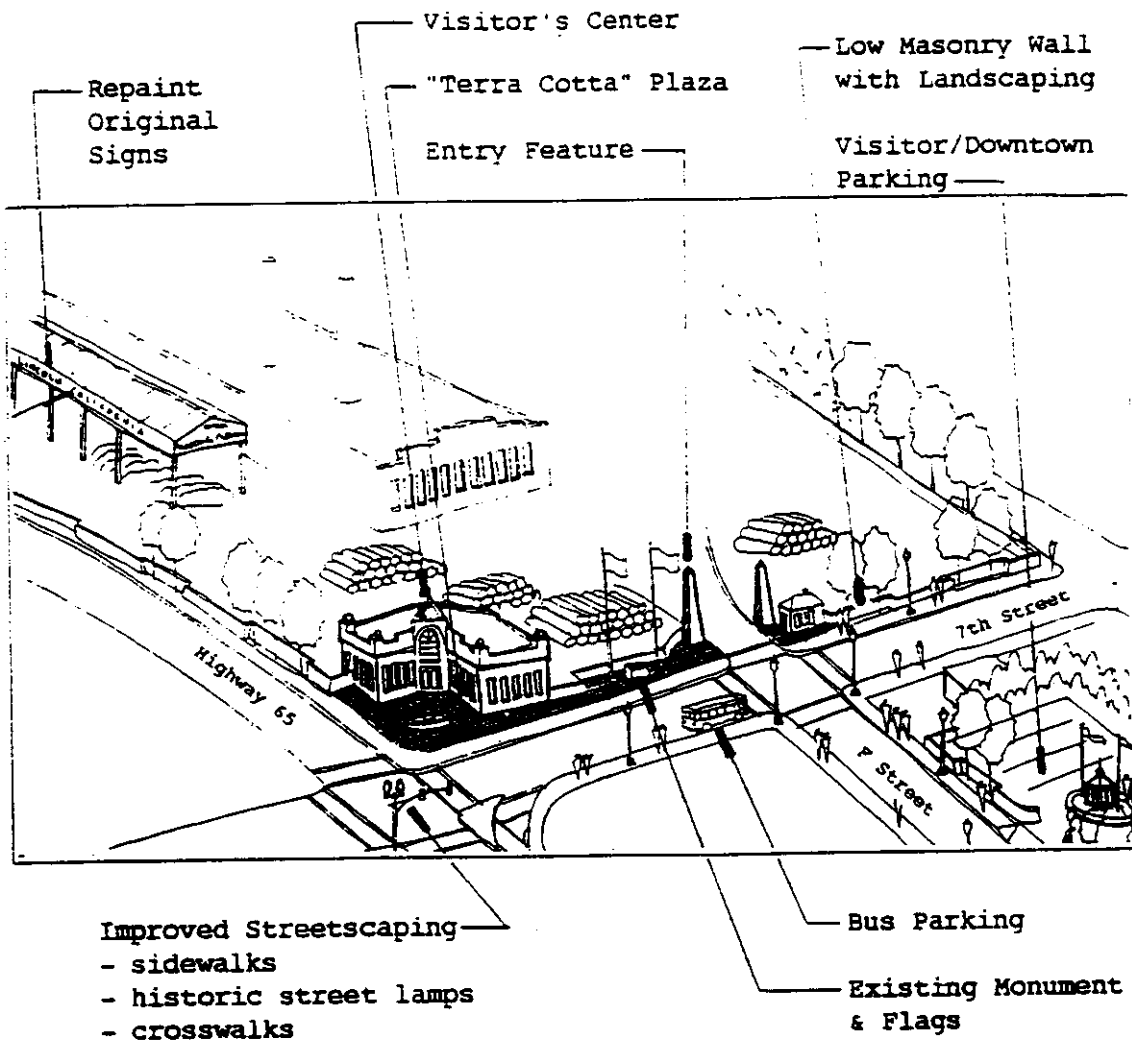 Visitor's Center
"Terra Cotta" Plaza
Entry Feature
Repaint
Original
Signs
Low Masonry Wall
with Landscaping
Visitor/Downtown
Parking
Highway 65
7th Street
F Street
Improved Streetscaping
- sidewalks
- historic street lamps
- crosswalks
Bus Parking
Existing Monument
& Flags